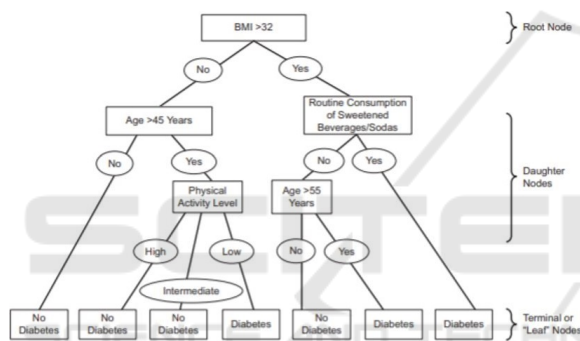 BMI >32
Root Node
No
Yes
Age >45 Years
Routine Consumption
of Sweetened
Beverages/Sodas
No
Yes
No
Yes
Daughter
Nodes
Physical
Activity Level
Age >55
Years
High
Low
No
Yes
Intermediate
No
Diabetes
No
Diabetes
No
Diabetes
Diabetes
No
Diabetes
Diabetes
Diabetes
Terminal or
"Leaf" Nodes